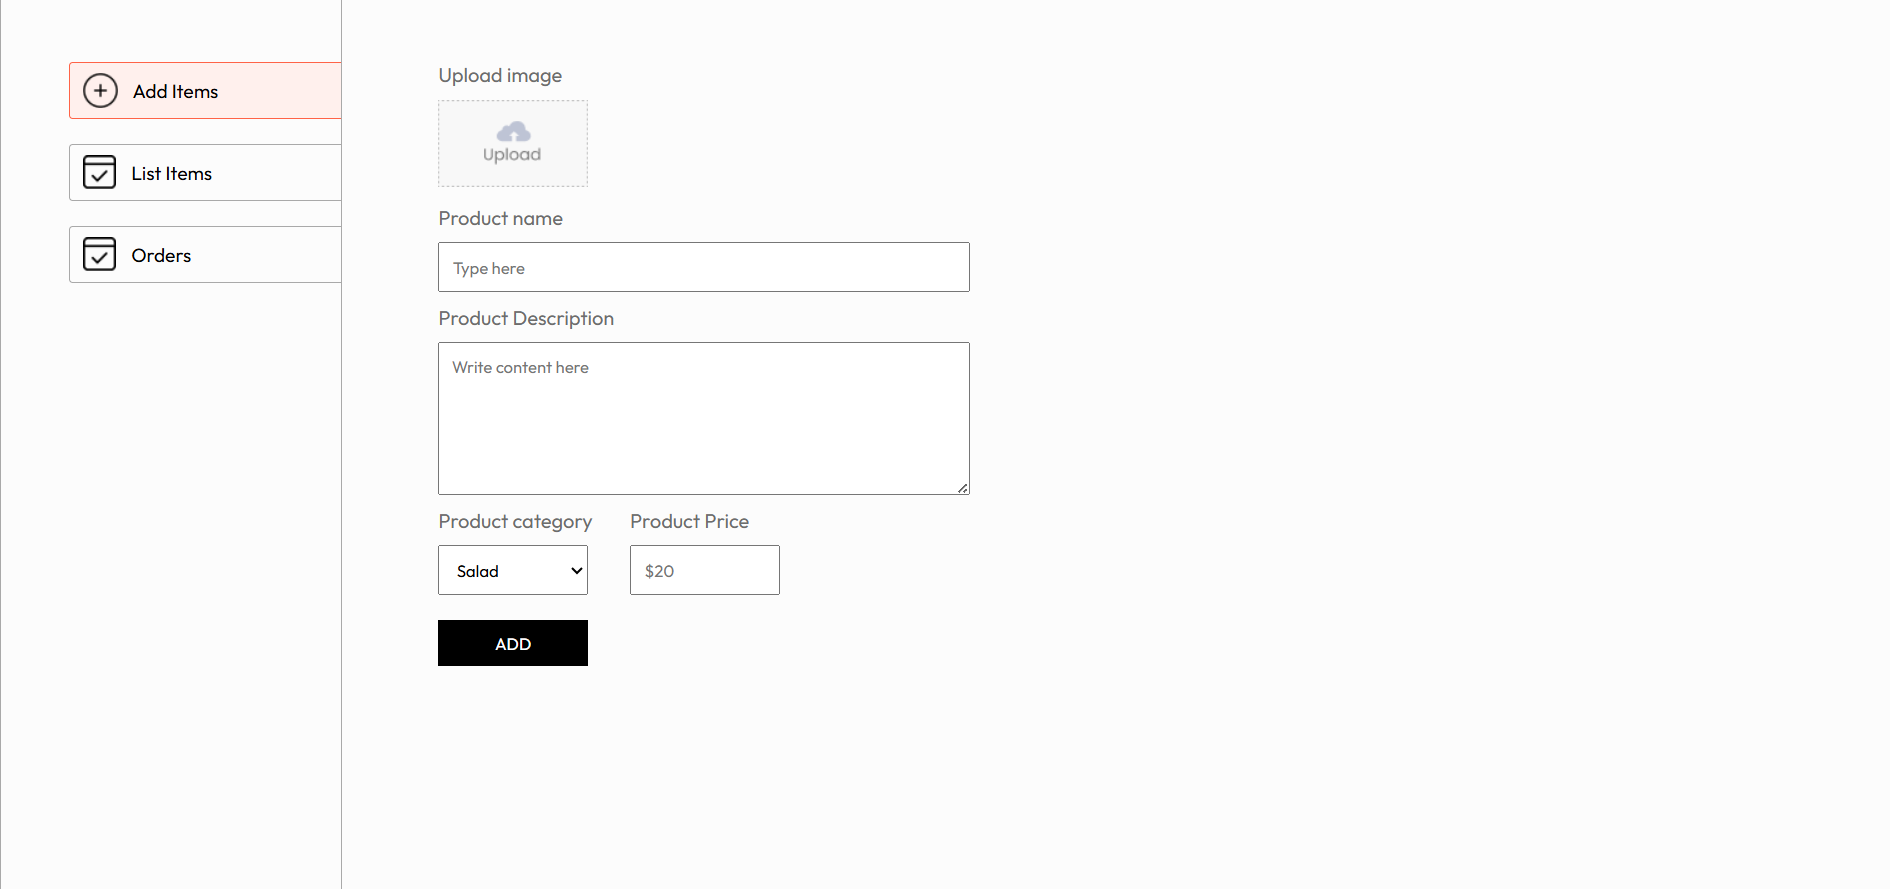 Add Items
List Items
Orders
Upload image
Upload
Product name
Type here
Product Description
Write content here
Product category
Product Price
Salad
$20
ADD